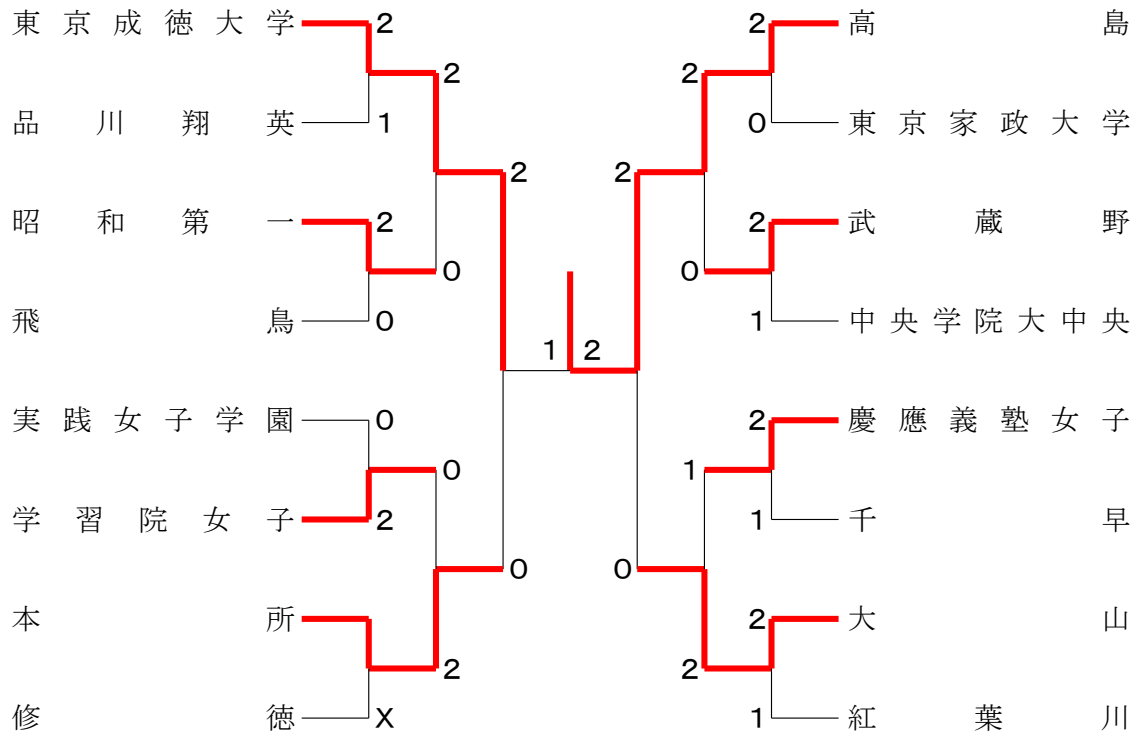 東京成徳大学 2 2 高島
2 2
品川翔英 1 0 東京家政大学
2 2
昭和第一 2 2 武蔵野
0 0
飛鳥 0 1 中央学院大中央
1 2
実践女子学園 0 2 慶應義塾女子
0 1
学習院女子 2 1 千早
0 0
本所 2 大山
2 2
修徳 X 1 紅葉川